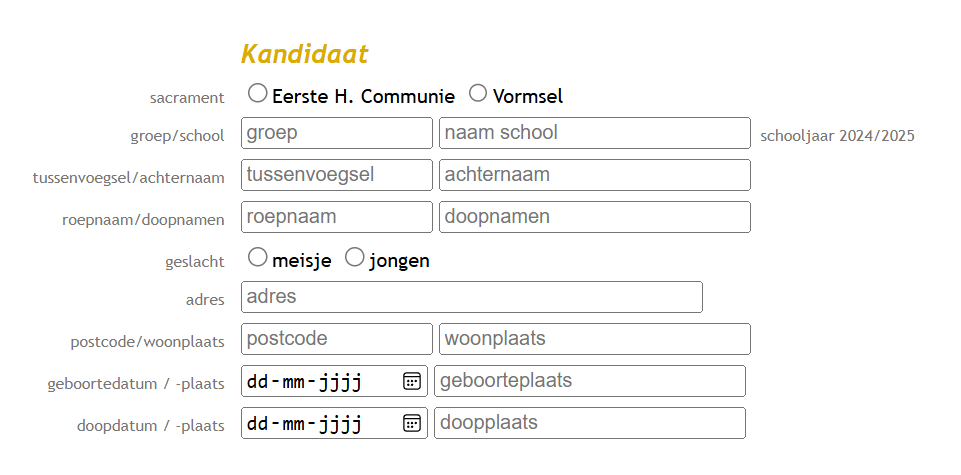 Kandidaat
sacrament Eerste H. Communie Vormsel
groep/school groep naam school schooljaar 2024/2025
tussenvoegsel/achternaam tussenvoegsel achternaam
roepnaam/doopnamen roepnaam doopnamen
geslacht meisje jongen
adres adres
postcode/woonplaats postcode woonplaats
geboortedatum / -plaats dd-mm-jjjj geboorteplaats
doopdatum / -plaats dd-mm-jjjj doopplaats